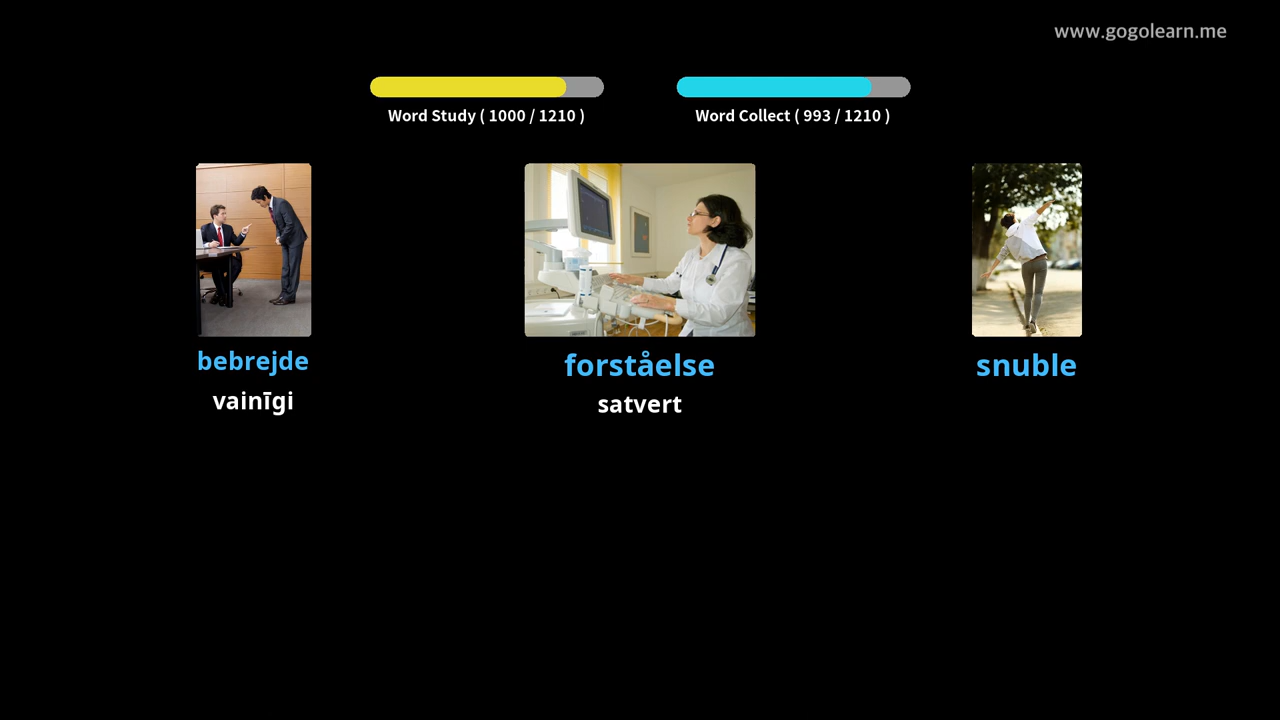 www.gogolearn.me
Word Study ( 1000 / 1210 )
Word Collect ( 993 / 1210 )
bebrejde
vainīgi
forståelse
satvert
snuble